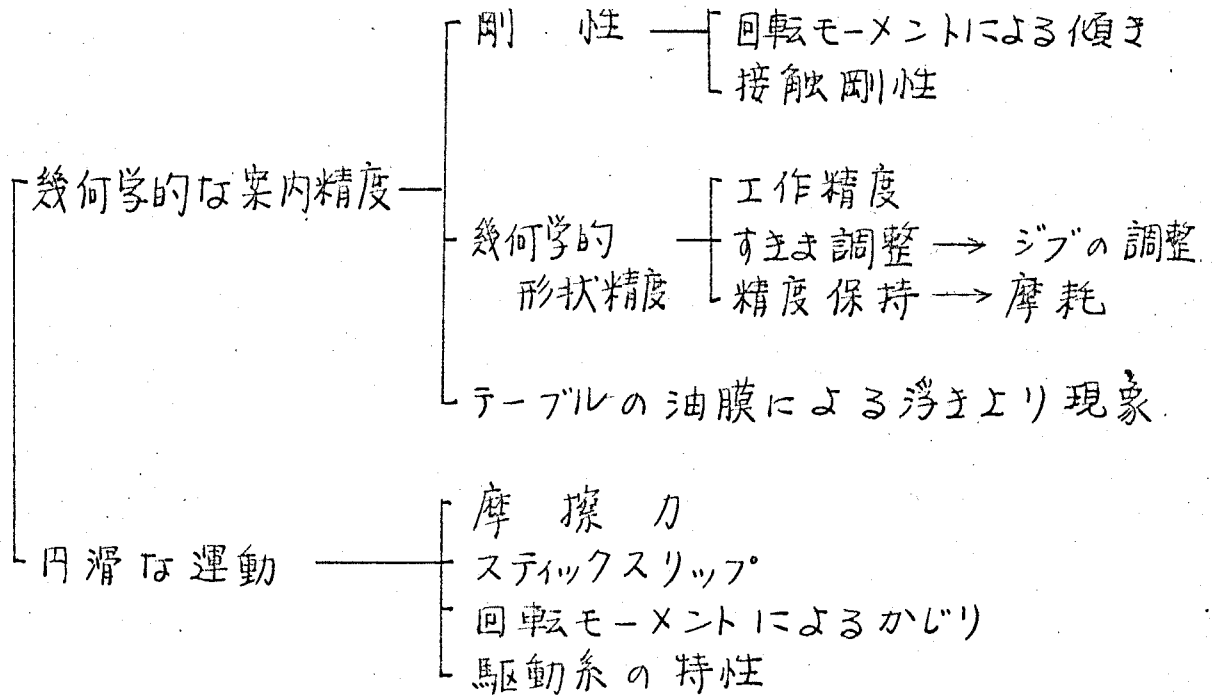 剛性
回転モーメントによる傾き
接触剛性
幾何学的な案内精度
幾何学的
形状精度
工作精度
すきま調整 → ジブの調整
精度保持 → 摩耗
テーブルの油膜による浮き上り現象
円滑な運動
摩擦力
スティックスリップ
回転モーメントによるかじり
駆動系の特性